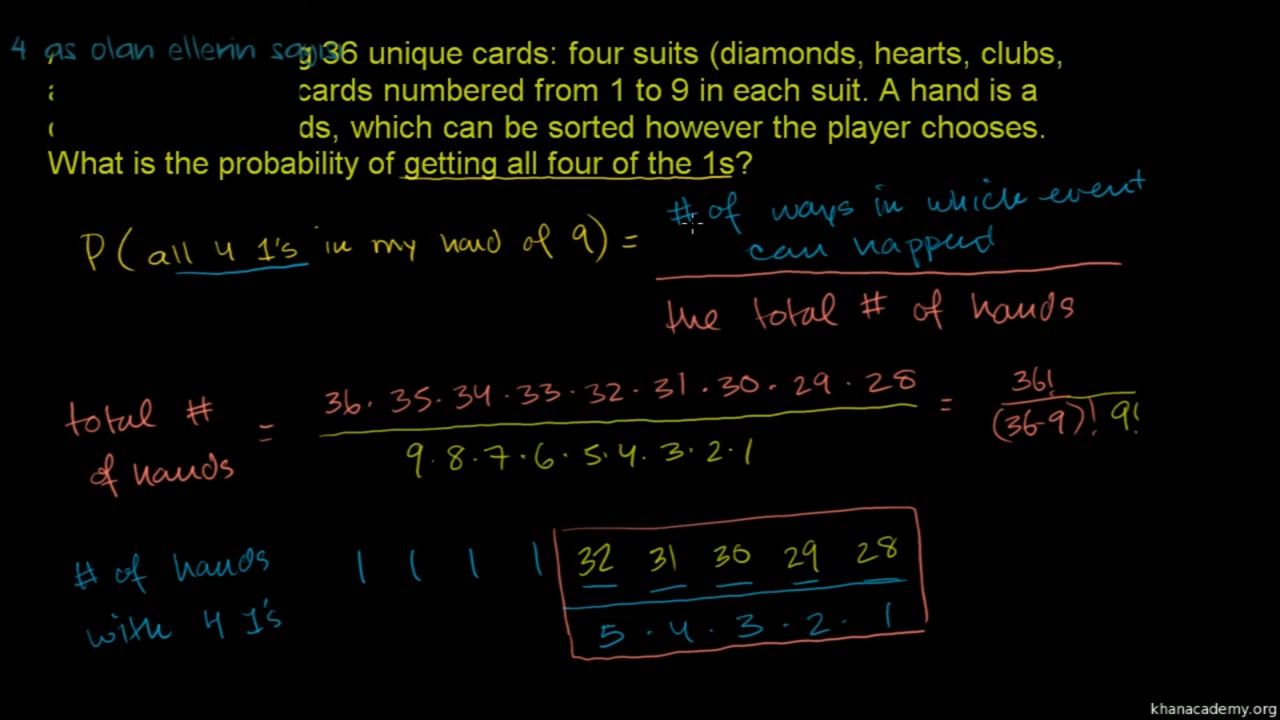 4 as olan ellerin sayısı
g 36 unique cards: four suits (diamonds, hearts, clubs,
cards numbered from 1 to 9 in each suit. A hand is a
ds, which can be sorted however the player chooses.
What is the probability of getting all four of the 1s?
P(all 4 1's in my hand of 9) =
# of ways in which event
can happed
the total # of hands
total #
of hands
=
36. 35. 34. 33. 32. 31. 30. 29. 28
9.8.7.6.5.4.3.2.1
=
36!
(36-9)! 9!
# of hands
with 4 1's
1 1 1 1 32 31 30 29 28
5.4.3.2.1
khanacademy.org